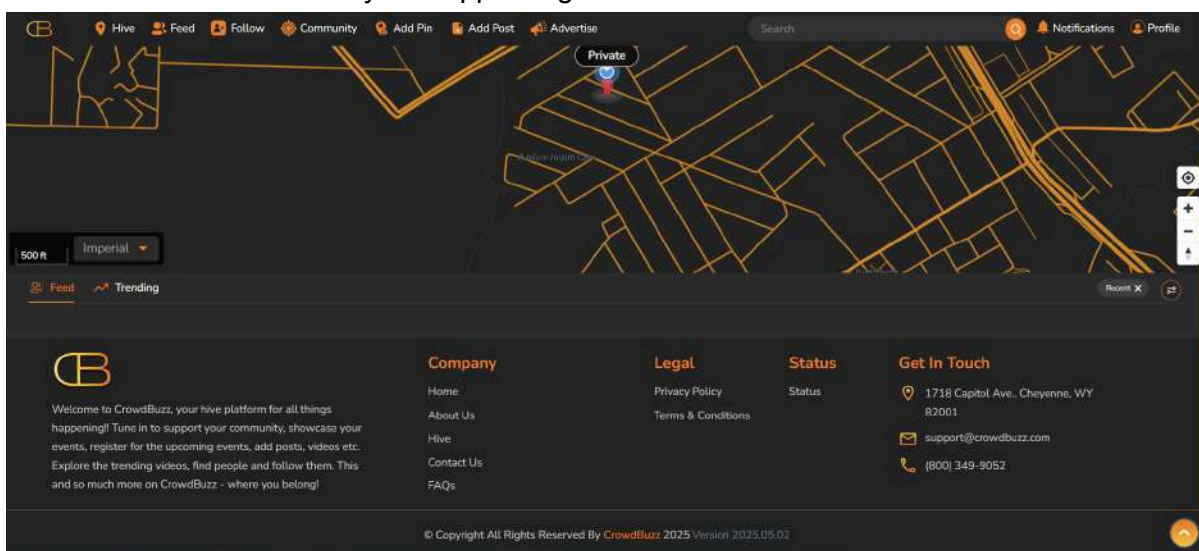 Hive Feed Follow Community Add Pin Add Post Advertise Search Notifications Profile
Private
500 ft Imperial
Feed Trending Recent X
Company Legal Status Get In Touch
Home Privacy Policy Status 1718 Capitol Ave., Cheyenne, WY
82001
Welcome to CrowdBuzz, your hive platform for all things
happening!! Tune in to support your community, showcase your
events, register for the upcoming events, add posts, videos etc.
Explore the trending videos, find people and follow them. This
and so much more on CrowdBuzz - where you belong!
About Us Terms & Conditions
Hive support@crowdbuzz.com
Contact Us (800) 349-9052
FAQs
© Copyright All Rights Reserved By CrowdBuzz 2025 Version 2025.05.02